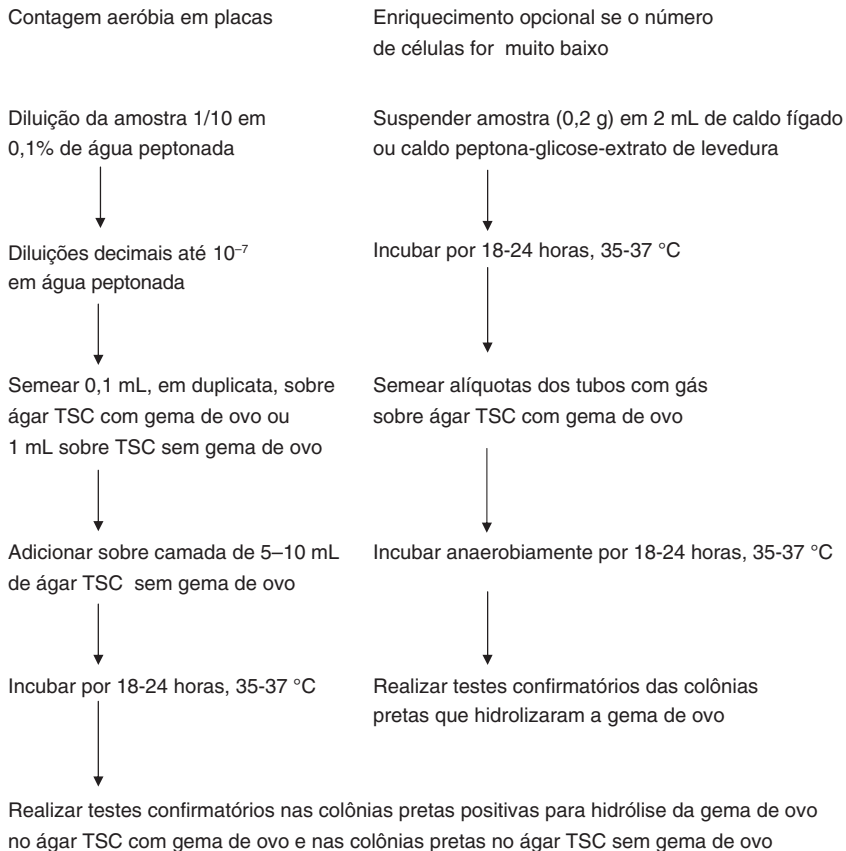 Contagem aeróbia em placas
Enriquecimento opcional se o número
de células for muito baixo
Diluição da amostra 1/10 em
0,1% de água peptonada
Suspender amostra (0,2 g) em 2 mL de caldo fígado
ou caldo peptona-glicose-extrato de levedura
Diluições decimais até 10⁻⁷
em água peptonada
Incubar por 18-24 horas, 35-37 °C
Semear 0,1 mL, em duplicata, sobre
ágar TSC com gema de ovo ou
1 mL sobre TSC sem gema de ovo
Semear alíquotas dos tubos com gás
sobre ágar TSC com gema de ovo
Adicionar sobre camada de 5–10 mL
de ágar TSC sem gema de ovo
Incubar anaerobiamente por 18-24 horas, 35-37 °C
Incubar por 18-24 horas, 35-37 °C
Realizar testes confirmatórios das colônias
pretas que hidrolizaram a gema de ovo
Realizar testes confirmatórios nas colônias pretas positivas para hidrólise da gema de ovo
no ágar TSC com gema de ovo e nas colônias pretas no ágar TSC sem gema de ovo